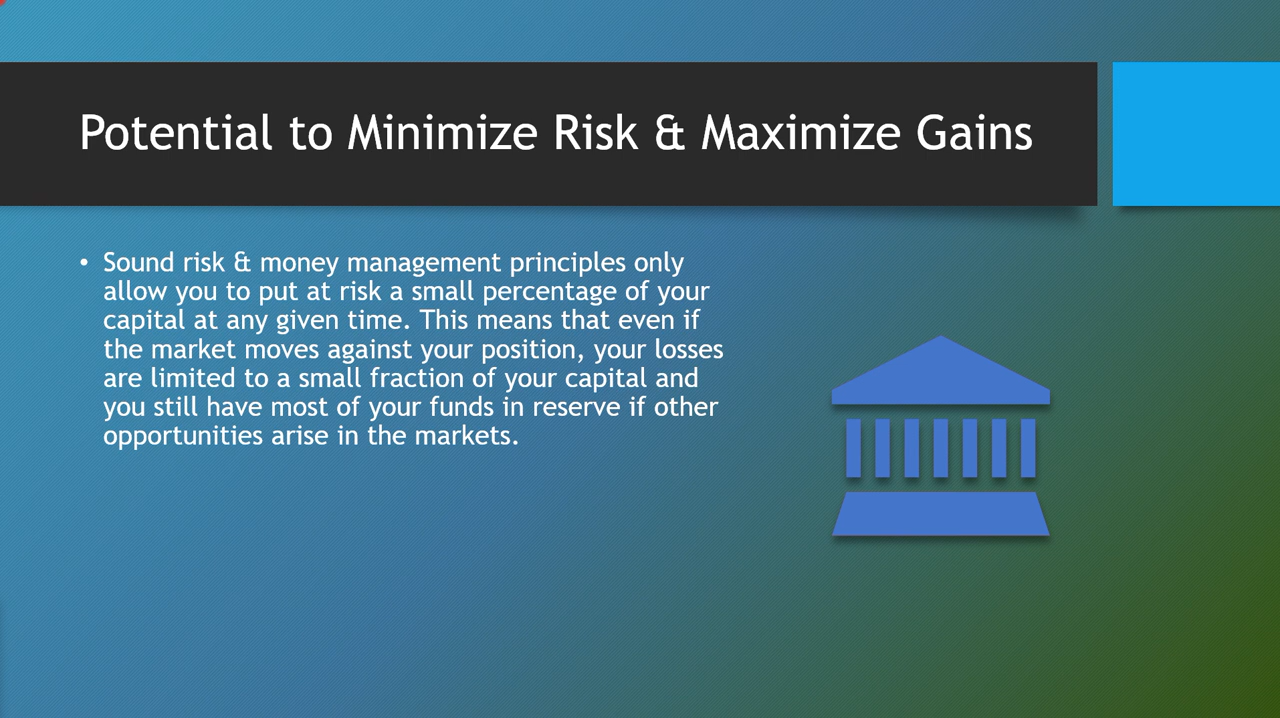 Potential to Minimize Risk & Maximize Gains
• Sound risk & money management principles only
allow you to put at risk a small percentage of your
capital at any given time. This means that even if
the market moves against your position, your losses
are limited to a small fraction of your capital and
you still have most of your funds in reserve if other
opportunities arise in the markets.